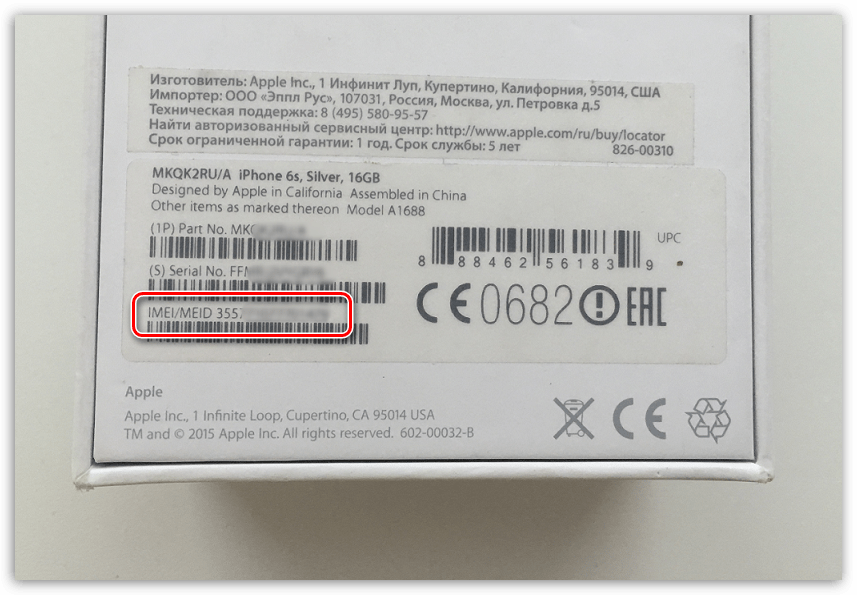 Изготовитель: Apple Inc., 1 Инфинит Луп, Купертино, Калифорния, 95014, США
Импортер: ООО «Эппл Рус», 107031, Россия, Москва, ул. Петровка д.5
Техническая поддержка: 8 (495) 580-95-57
Найти авторизованный сервисный центр: http://www.apple.com/ru/buy/locator
Срок ограниченной гарантии: 1 год. Срок службы: 5 лет 826-00310
MKQK2RU/A iPhone 6s, Silver, 16GB
Designed by Apple in California Assembled in China
Other items as marked thereon Model A1688
(1P) Part No.
(S) Serial No.
IMEI/MEID
UPC
8 88462 56183 9
CE0682 EAC
Apple
Apple Inc., 1 Infinite Loop, Cupertino, CA 95014 USA
TM and © 2015 Apple Inc. All rights reserved. 602-00032-B
CE